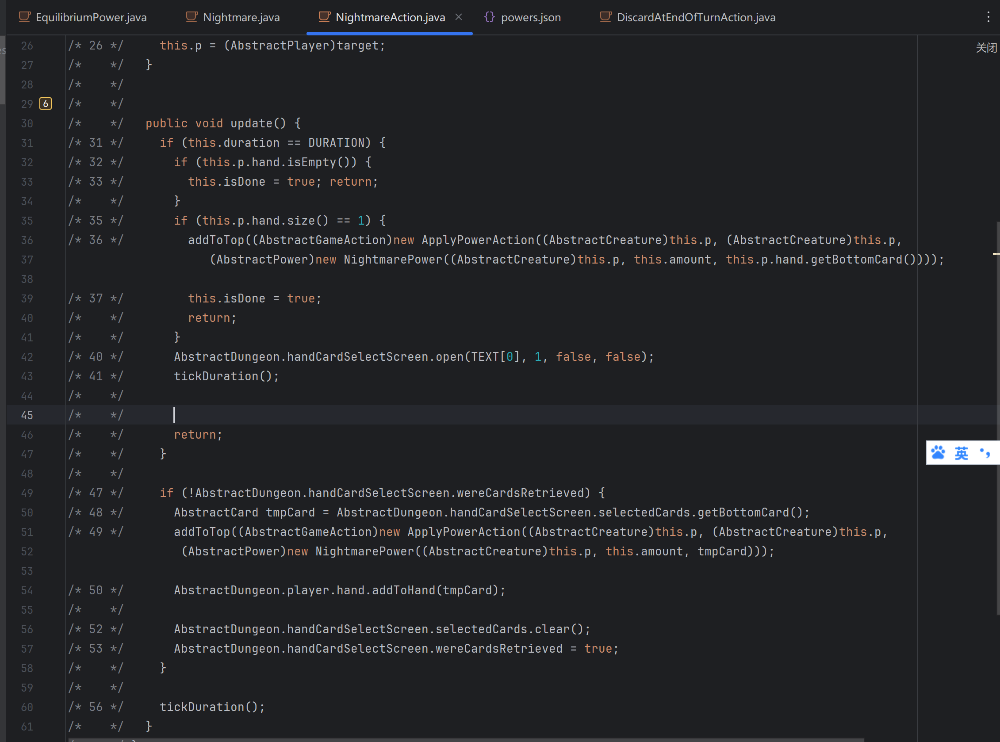 EquilibriumPower.java Nightmare.java NightmareAction.java × powers.json DiscardAtEndOfTurnAction.java
关闭
26 /* 26 */ this.p = (AbstractPlayer)target;
27 /* */ }
28 /* */
29 6 /* */
30 /* */ public void update() {
31 /* 31 */ if (this.duration == DURATION) {
32 /* 32 */ if (this.p.hand.isEmpty()) {
33 /* 33 */ this.isDone = true; return;
34 /* */ }
35 /* 35 */ if (this.p.hand.size() == 1) {
36 /* 36 */ addToTop((AbstractGameAction)new ApplyPowerAction((AbstractCreature)this.p, (AbstractCreature)this.p,
37 (AbstractPower)new NightmarePower((AbstractCreature)this.p, this.amount, this.p.hand.getBottomCard())));
38
39 /* 37 */ this.isDone = true;
40 /* */ return;
41 /* */ }
42 /* 40 */ AbstractDungeon.handCardSelectScreen.open(TEXT[0], 1, false, false);
43 /* 41 */ tickDuration();
44 /* */
45 /* */
46 /* */ return;
47 /* */ }
48 /* */
49 /* 47 */ if (!AbstractDungeon.handCardSelectScreen.wereCardsRetrieved) {
50 /* 48 */ AbstractCard tmpCard = AbstractDungeon.handCardSelectScreen.selectedCards.getBottomCard();
51 /* 49 */ addToTop((AbstractGameAction)new ApplyPowerAction((AbstractCreature)this.p, (AbstractCreature)this.p,
52 (AbstractPower)new NightmarePower((AbstractCreature)this.p, this.amount, tmpCard)));
53
54 /* 50 */ AbstractDungeon.player.hand.addToHand(tmpCard);
55 /* */
56 /* 52 */ AbstractDungeon.handCardSelectScreen.selectedCards.clear();
57 /* 53 */ AbstractDungeon.handCardSelectScreen.wereCardsRetrieved = true;
58 /* */ }
59 /* */
60 /* 56 */ tickDuration();
61 /* */ }
英 ,